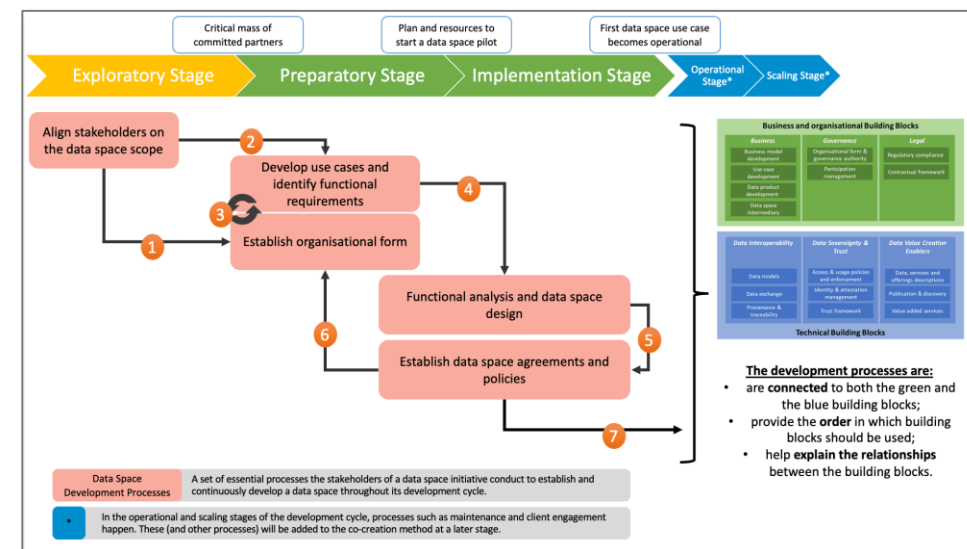 Critical mass of
committed partners
Plan and resources to
start a data space pilot
First data space use case
becomes operational
Exploratory Stage
Preparatory Stage
Implementation Stage
Operational
Stage*
Scaling Stage*
Align stakeholders on
the data space scope
2
Develop use cases and
identify functional
requirements
4
3
1
Establish organisational form
Functional analysis and data space
design
6
5
Establish data space agreements and
policies
7
Business and organisational Building Blocks
Business
Business model
development
Use case
development
Data product
development
Data space
intermediary
Governance
Organisational form &
governance authority
Participation
management
Legal
Regulatory compliance
Contractual framework
Data Interoperability
Data models
Data exchange
Provenance &
traceability
Data Sovereignty &
Trust
Access & usage policies
and enforcement
Identity & attestation
management
Trust framework
Data Value Creation
Enablers
Data, services and
offerings descriptions
Publication & discovery
Value added services
Technical Building Blocks
The development processes are:
• are connected to both the green and
the blue building blocks;
• provide the order in which building
blocks should be used;
• help explain the relationships
between the building blocks.
Data Space
Development Processes
A set of essential processes the stakeholders of a data space initiative conduct to establish and
continuously develop a data space throughout its development cycle.
*
In the operational and scaling stages of the development cycle, processes such as maintenance and client engagement
happen. These (and other processes) will be added to the co-creation method at a later stage.